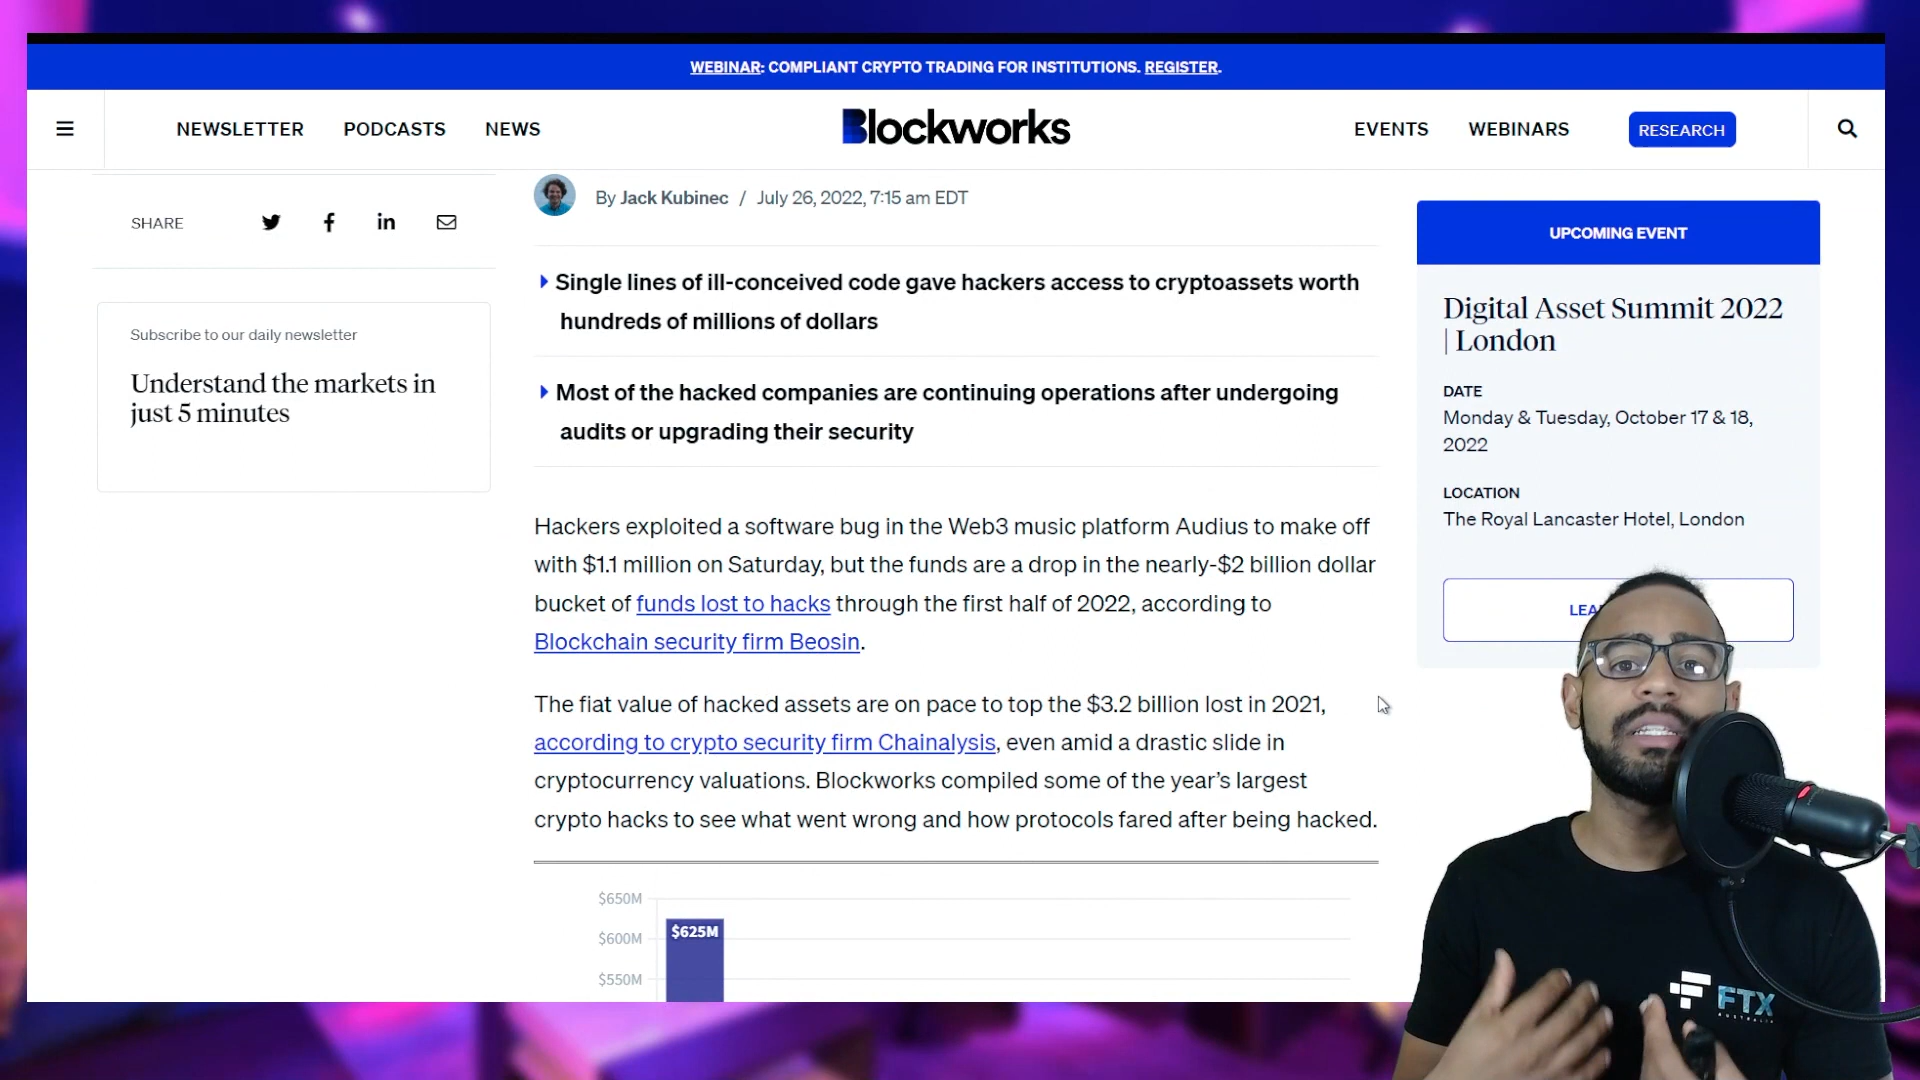 WEBINAR: COMPLIANT CRYPTO TRADING FOR INSTITUTIONS. REGISTER.
NEWSLETTER PODCASTS NEWS Blockworks EVENTS WEBINARS RESEARCH
SHARE
Subscribe to our daily newsletter
Understand the markets in
just 5 minutes
By Jack Kubinec / July 26, 2022, 7:15 am EDT
Single lines of ill-conceived code gave hackers access to cryptoassets worth
hundreds of millions of dollars
Most of the hacked companies are continuing operations after undergoing
audits or upgrading their security
Hackers exploited a software bug in the Web3 music platform Audius to make off
with $1.1 million on Saturday, but the funds are a drop in the nearly-$2 billion dollar
bucket of funds lost to hacks through the first half of 2022, according to
Blockchain security firm Beosin.
The fiat value of hacked assets are on pace to top the $3.2 billion lost in 2021,
according to crypto security firm Chainalysis, even amid a drastic slide in
cryptocurrency valuations. Blockworks compiled some of the year's largest
crypto hacks to see what went wrong and how protocols fared after being hacked.
$650M
$625M
$600M
$550M
UPCOMING EVENT
Digital Asset Summit 2022
| London
DATE
Monday & Tuesday, October 17 & 18,
2022
LOCATION
The Royal Lancaster Hotel, London
FTX
AUSTRALIA